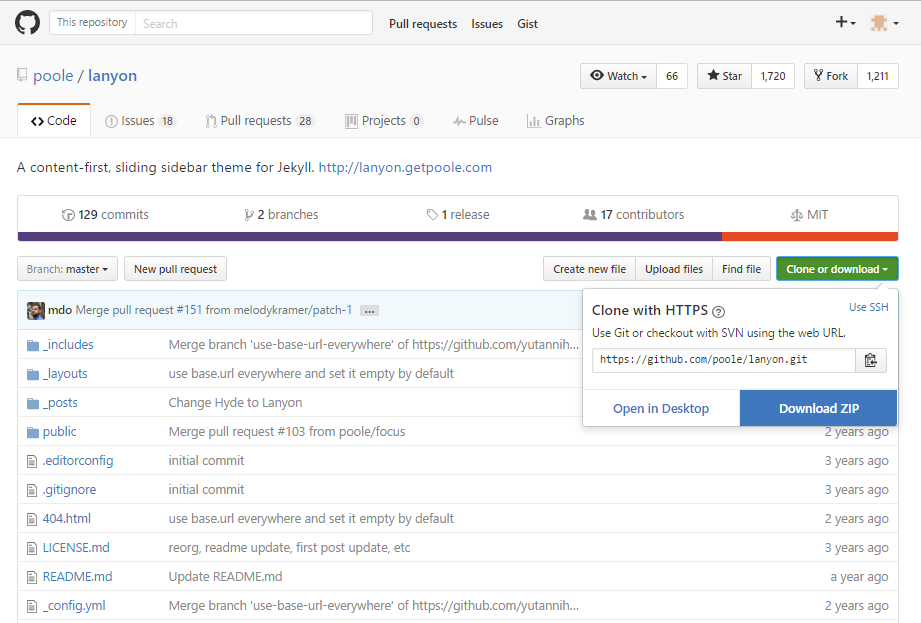 This repository Search Pull requests Issues Gist
poole / lanyon Watch 66 Star 1,720 Fork 1,211
Code Issues 18 Pull requests 28 Projects 0 Pulse Graphs
A content-first, sliding sidebar theme for Jekyll. http://lanyon.getpoole.com
129 commits 2 branches 1 release 17 contributors MIT
Branch: master New pull request Create new file Upload files Find file Clone or download
mdo Merge pull request #151 from melodykramer/patch-1 ...
Clone with HTTPS ? Use SSH
Use Git or checkout with SVN using the web URL.
https://github.com/poole/lanyon.git
Open in Desktop Download ZIP
_includes Merge branch 'use-base-url-everywhere' of https://github.com/yutannih...
_layouts use base.url everywhere and set it empty by default
_posts Change Hyde to Lanyon
public Merge pull request #103 from poole/focus 2 years ago
.editorconfig initial commit 3 years ago
.gitignore initial commit 3 years ago
404.html use base.url everywhere and set it empty by default 2 years ago
LICENSE.md reorg, readme update, first post update, etc 3 years ago
README.md Update README.md a year ago
_config.yml Merge branch 'use-base-url-everywhere' of https://github.com/yutannih... 2 years ago